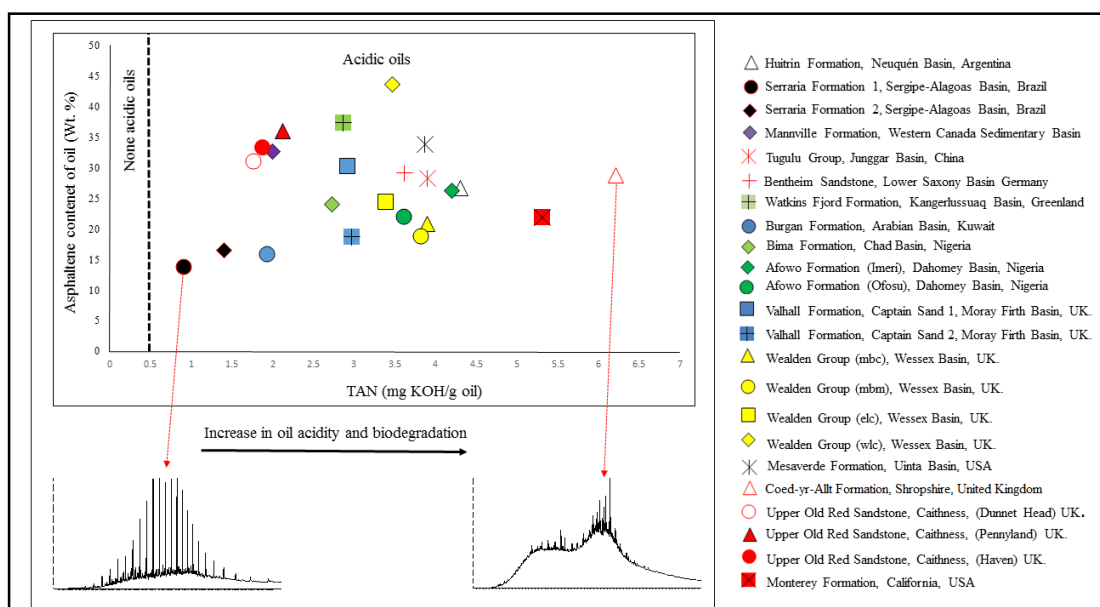 Acidic oils
None acidic oils
Asphaltene contenet of oil (Wt. %)
50
45
40
35
30
25
20
15
10
5
0
0 0.5 1 1.5 2 2.5 3 3.5 4 4.5 5 5.5 6 6.5 7
TAN (mg KOH/g oil)
Increase in oil acidity and biodegradation
Huitrin Formation, Neuquén Basin, Argentina
Serraria Formation 1, Sergipe-Alagoas Basin, Brazil
Serraria Formation 2, Sergipe-Alagoas Basin, Brazil
Mannville Formation, Western Canada Sedimentary Basin
Tugulu Group, Junggar Basin, China
Bentheim Sandstone, Lower Saxony Basin Germany
Watkins Fjord Formation, Kangerlussuaq Basin, Greenland
Burgan Formation, Arabian Basin, Kuwait
Bima Formation, Chad Basin, Nigeria
Afowo Formation (Imeri), Dahomey Basin, Nigeria
Afowo Formation (Ofosu), Dahomey Basin, Nigeria
Valhall Formation, Captain Sand 1, Moray Firth Basin, UK.
Valhall Formation, Captain Sand 2, Moray Firth Basin, UK.
Wealden Group (mbc), Wessex Basin, UK.
Wealden Group (mbm), Wessex Basin, UK.
Wealden Group (elc), Wessex Basin, UK.
Wealden Group (wlc), Wessex Basin, UK.
Mesaverde Formation, Uinta Basin, USA
Coed-yr-Allt Formation, Shropshire, United Kingdom
Upper Old Red Sandstone, Caithness, (Dunnet Head) UK.
Upper Old Red Sandstone, Caithness, (Pennyland) UK.
Upper Old Red Sandstone, Caithness, (Haven) UK.
Monterey Formation, California, USA